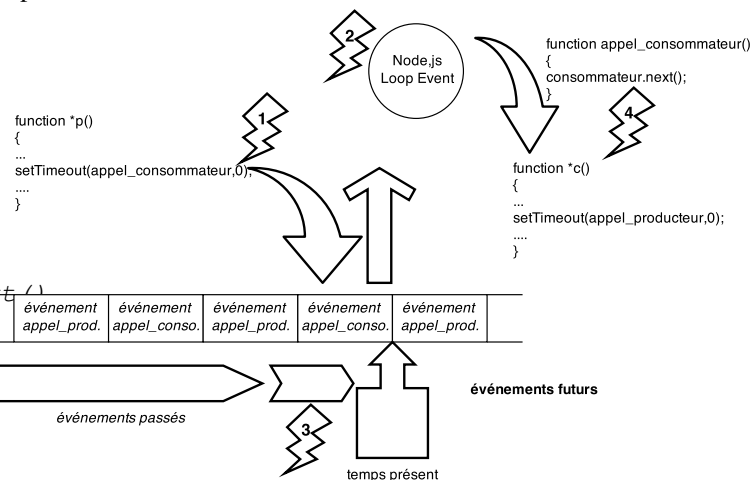 2
Node,js
Loop Event
function appel_consommateur()
{
consommateur.next();
}
1
4
function *p()
{
...
setTimeout(appel_consommateur,0);
....
}
function *c()
{
...
setTimeout(appel_producteur,0);
....
}
t()
événement
appel_prod.
événement
appel_conso.
événement
appel_prod.
événement
appel_conso.
événement
appel_prod.
événements passés
3
événements futurs
temps présent